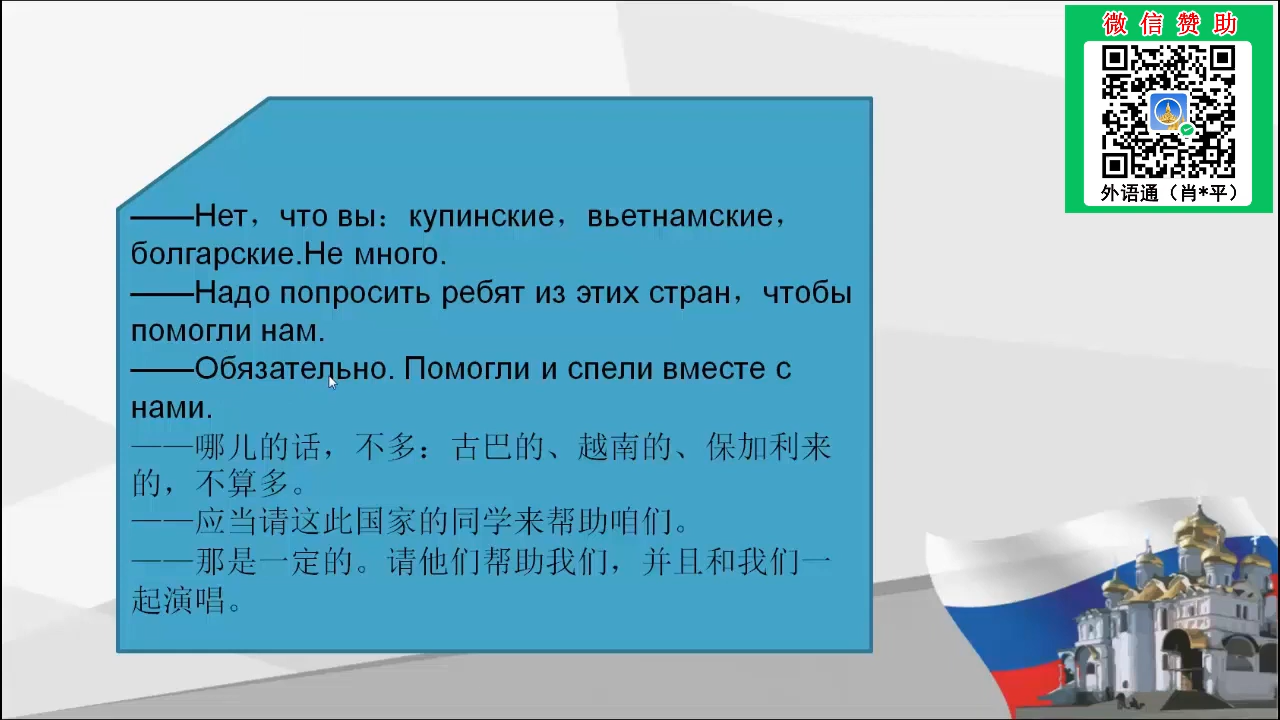 微信赞助
外语通（肖*平）
——Нет，что вы：купинские，вьетнамские，
болгарские.Не много.
——Надо попросить ребят из этих стран，чтобы
помогли нам.
——Обязательно. Помогли и спели вместе с
нами.
——哪儿的话，不多：古巴的、越南的、保加利来
的，不算多。
——应当请这此国家的同学来帮助咱们。
——那是一定的。请他们帮助我们，并且和我们一
起演唱。